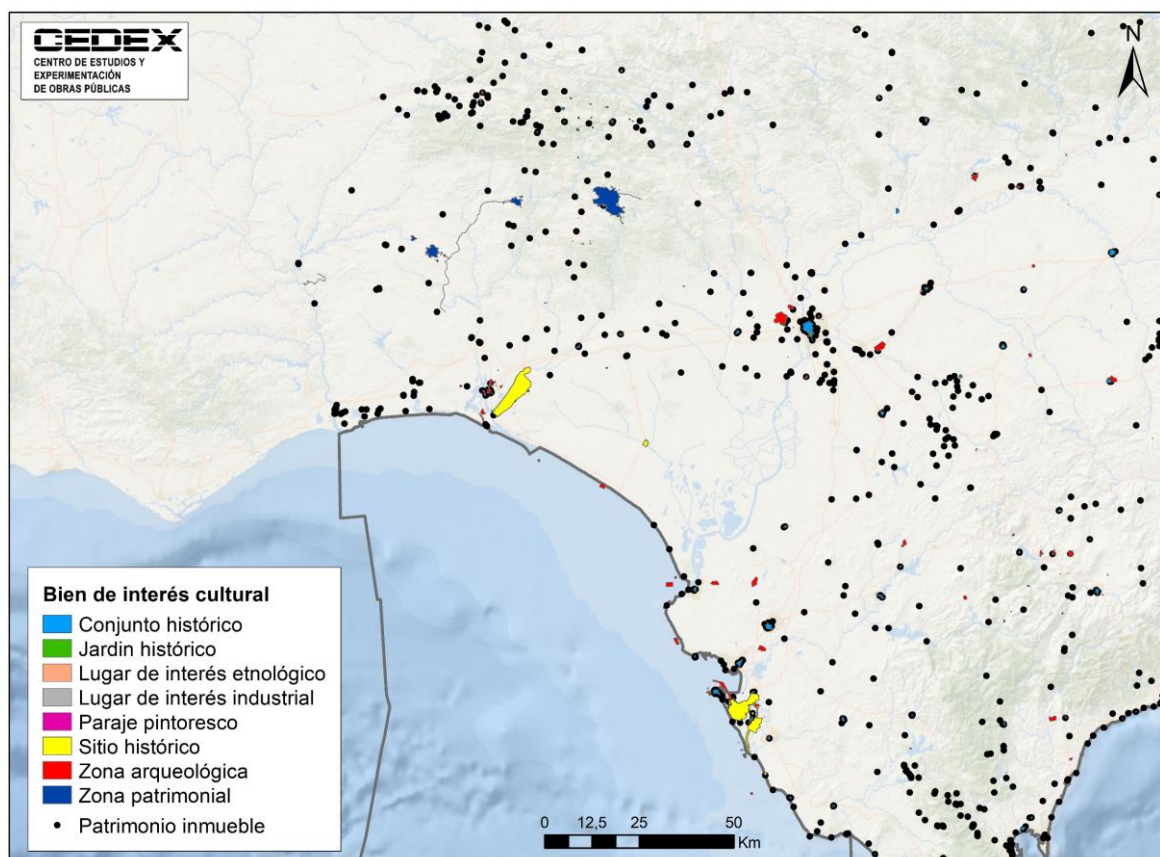 CEDEX
CENTRO DE ESTUDIOS Y
EXPERIMENTACIÓN
DE OBRAS PÚBLICAS
N
Bien de interés cultural
Conjunto histórico
Jardin histórico
Lugar de interés etnológico
Lugar de interés industrial
Paraje pintoresco
Sitio histórico
Zona arqueológica
Zona patrimonial
Patrimonio inmueble
0 12,5 25 50
Km